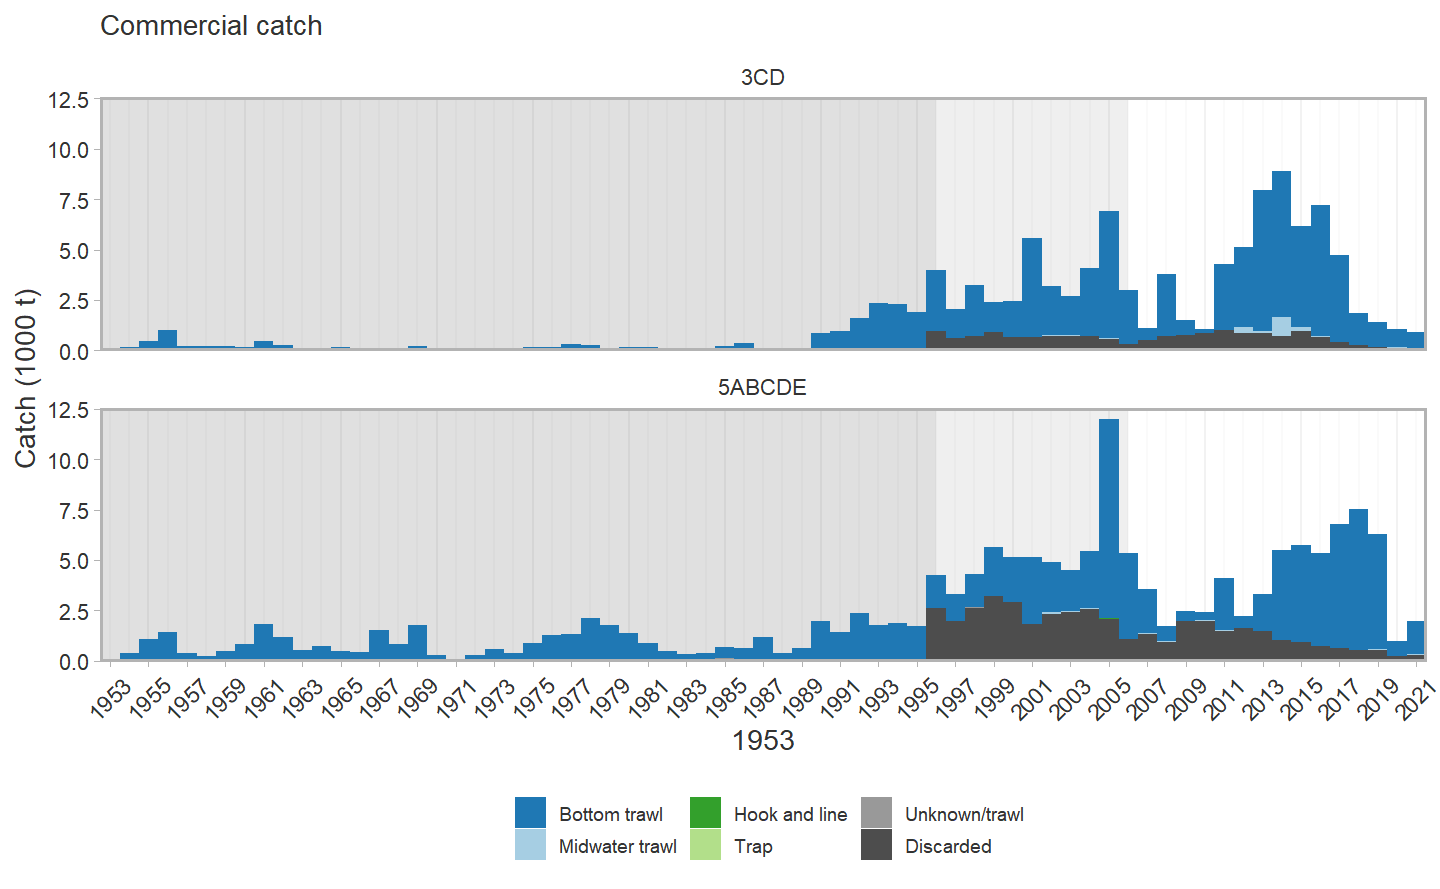 Commercial catch
3CD
12.5
10.0
7.5
5.0
2.5
0.0
5ABCDE
12.5
10.0
7.5
5.0
2.5
0.0
Catch (1000 t)
1953 1955 1957 1959 1961 1963 1965 1967 1969 1971 1973 1975 1977 1979 1981 1983 1985 1987 1989 1991 1993 1995 1997 1999 2001 2003 2005 2007 2009 2011 2013 2015 2017 2019 2021
1953
Bottom trawl Hook and line Unknown/trawl
Midwater trawl Trap Discarded